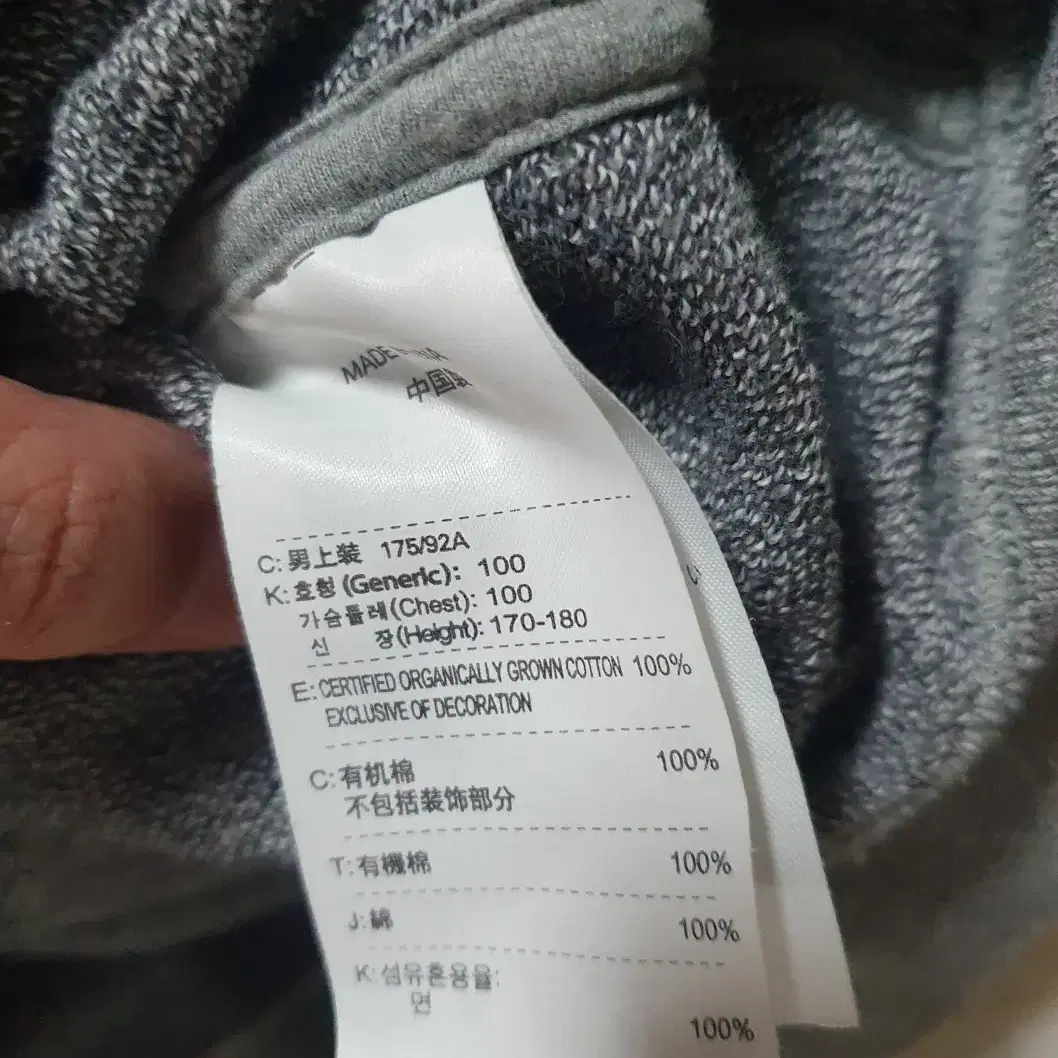 MADE
中国
C: 男上装 175/92A
K: 호칭 (Generic): 100
가슴둘레(Chest): 100
신 장(Height): 170-180
E: CERTIFIED ORGANICALLY GROWN COTTON 100%
EXCLUSIVE OF DECORATION
C: 有机棉 100%
不包括装饰部分
T: 有機棉 100%
J: 綿 100%
K: 섬유혼용율:
면
100%